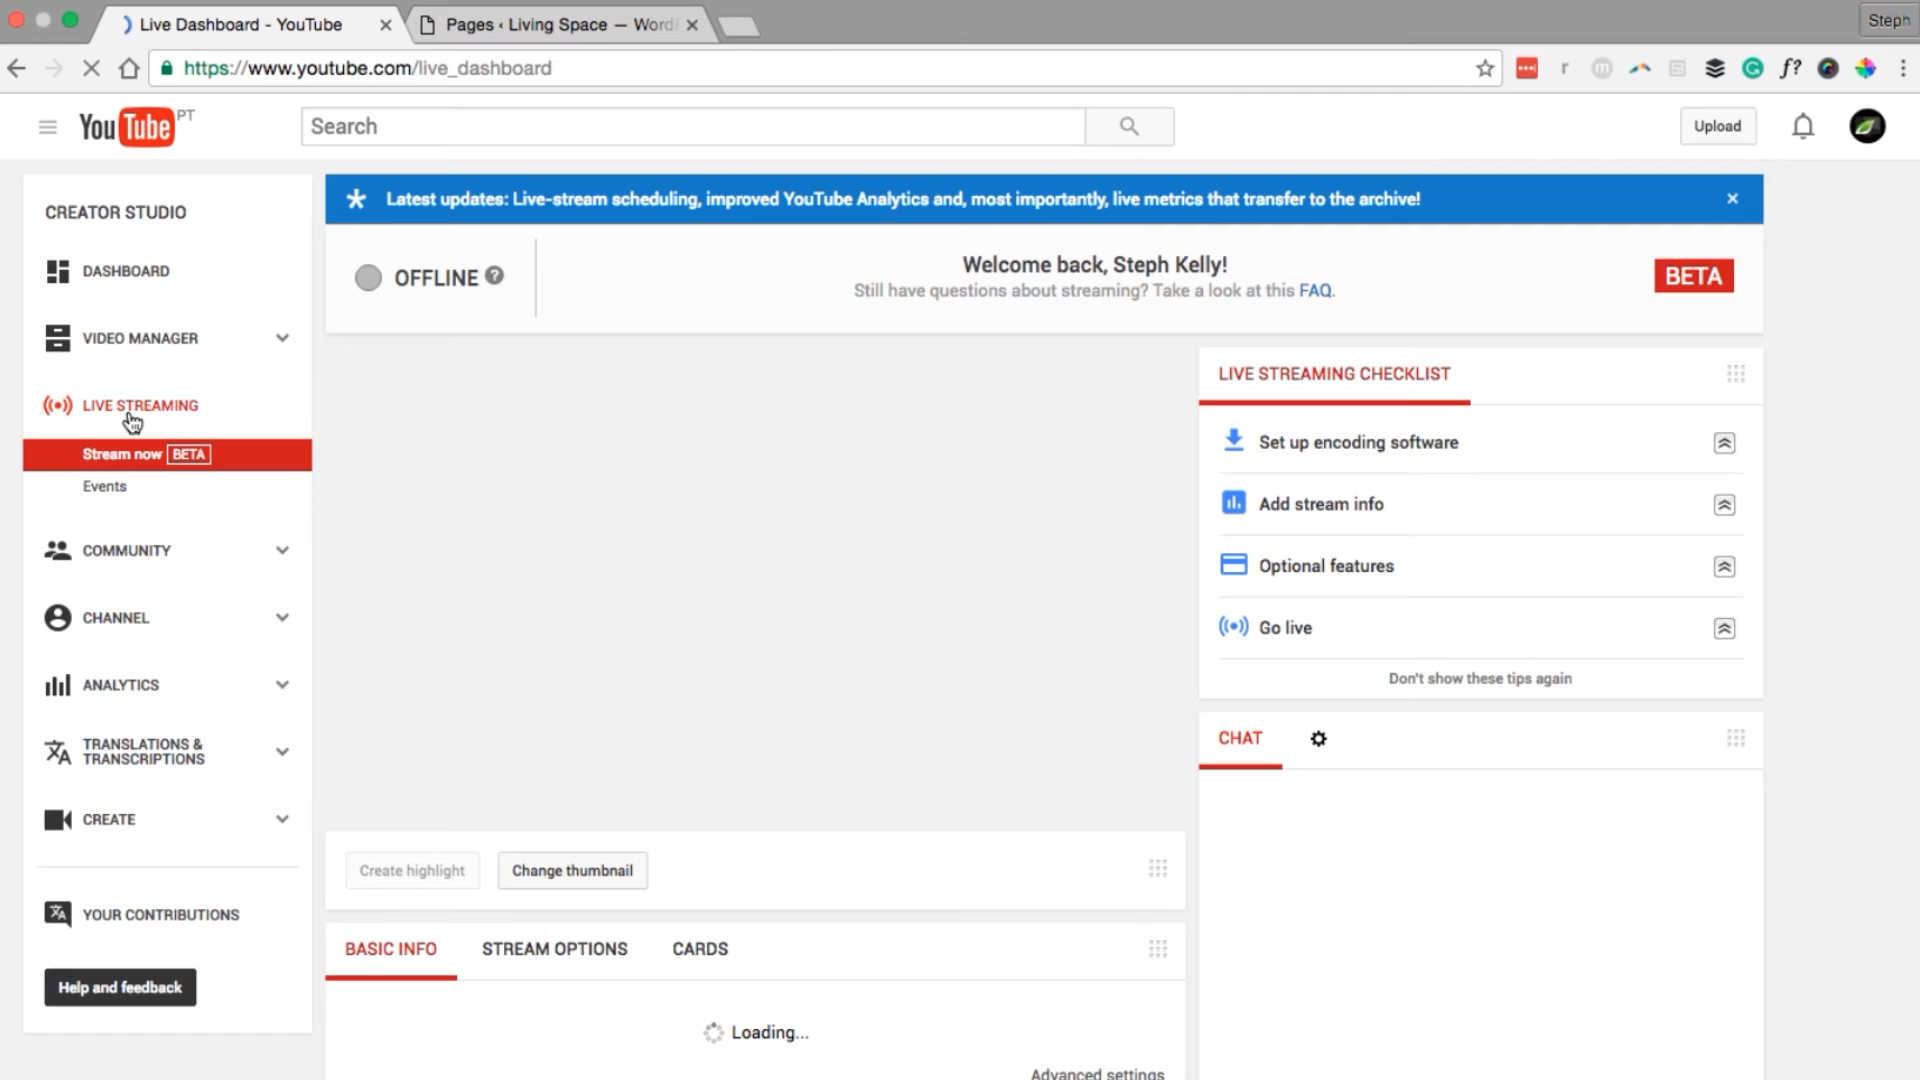 Live Dashboard - YouTube
Pages ‹ Living Space — Word
Steph
https://www.youtube.com/live_dashboard
YouTube PT
Search
Upload
CREATOR STUDIO
DASHBOARD
VIDEO MANAGER
LIVE STREAMING
Stream now BETA
Events
COMMUNITY
CHANNEL
ANALYTICS
TRANSLATIONS &
TRANSCRIPTIONS
CREATE
YOUR CONTRIBUTIONS
Help and feedback
Latest updates: Live-stream scheduling, improved YouTube Analytics and, most importantly, live metrics that transfer to the archive!
OFFLINE
Welcome back, Steph Kelly!
Still have questions about streaming? Take a look at this FAQ.
BETA
LIVE STREAMING CHECKLIST
Set up encoding software
Add stream info
Optional features
Go live
Don't show these tips again
CHAT
Create highlight
Change thumbnail
BASIC INFO
STREAM OPTIONS
CARDS
Loading...
Advanced settings